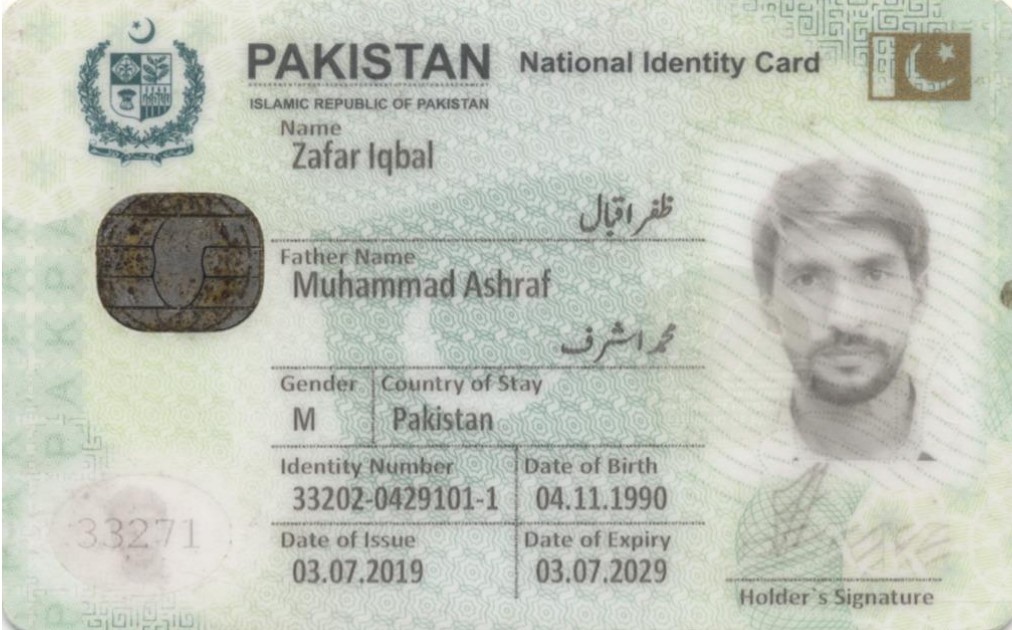 PAKISTAN National Identity Card
ISLAMIC REPUBLIC OF PAKISTAN
Name
Zafar Iqbal
ظفر اقبال
Father Name
Muhammad Ashraf
محمد اشرف
Gender Country of Stay
M Pakistan
Identity Number Date of Birth
33202-0429101-1 04.11.1990
33271
Date of Issue Date of Expiry
03.07.2019 03.07.2029
Holder`s Signature